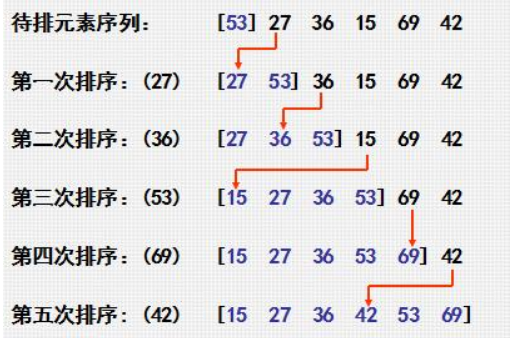 待排元素序列: [53] 27 36 15 69 42
第一次排序: (27) [27 53] 36 15 69 42
第二次排序: (36) [27 36 53] 15 69 42
第三次排序: (53) [15 27 36 53] 69 42
第四次排序: (69) [15 27 36 53 69] 42
第五次排序: (42) [15 27 36 42 53 69]